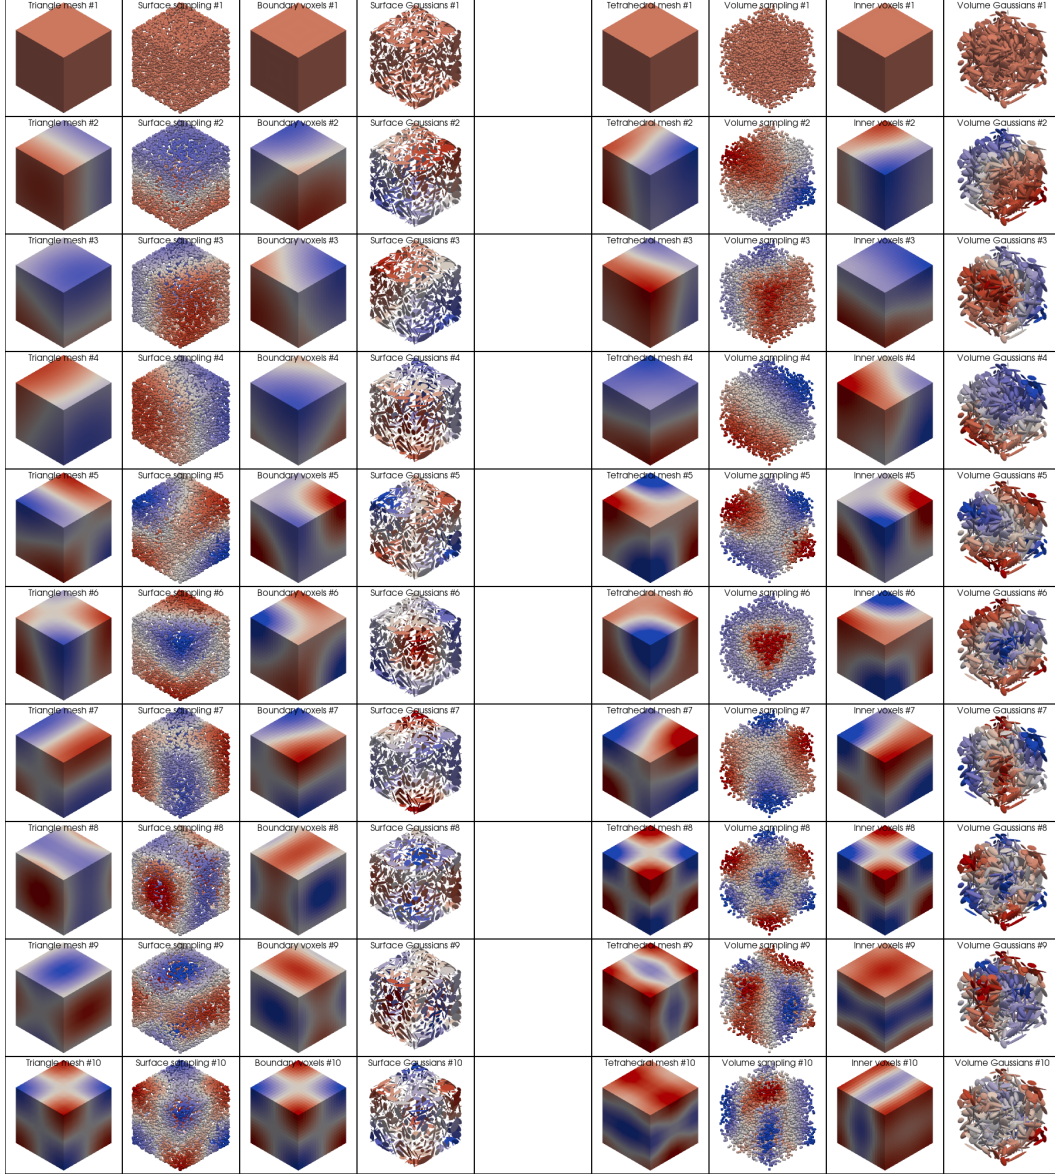 Triangle mesh #1 Surface sampling #1 Boundary voxels #1 Surface Gaussians #1 Tetrahedral mesh #1 Volume sampling #1 Inner voxels #1 Volume Gaussians #1
Triangle mesh #2 Surface sampling #2 Boundary voxels #2 Surface Gaussians #2 Tetrahedral mesh #2 Volume sampling #2 Inner voxels #2 Volume Gaussians #2
Triangle mesh #3 Surface sampling #3 Boundary voxels #3 Surface Gaussians #3 Tetrahedral mesh #3 Volume sampling #3 Inner voxels #3 Volume Gaussians #3
Triangle mesh #4 Surface sampling #4 Boundary voxels #4 Surface Gaussians #4 Tetrahedral mesh #4 Volume sampling #4 Inner voxels #4 Volume Gaussians #4
Triangle mesh #5 Surface sampling #5 Boundary voxels #5 Surface Gaussians #5 Tetrahedral mesh #5 Volume sampling #5 Inner voxels #5 Volume Gaussians #5
Triangle mesh #6 Surface sampling #6 Boundary voxels #6 Surface Gaussians #6 Tetrahedral mesh #6 Volume sampling #6 Inner voxels #6 Volume Gaussians #6
Triangle mesh #7 Surface sampling #7 Boundary voxels #7 Surface Gaussians #7 Tetrahedral mesh #7 Volume sampling #7 Inner voxels #7 Volume Gaussians #7
Triangle mesh #8 Surface sampling #8 Boundary voxels #8 Surface Gaussians #8 Tetrahedral mesh #8 Volume sampling #8 Inner voxels #8 Volume Gaussians #8
Triangle mesh #9 Surface sampling #9 Boundary voxels #9 Surface Gaussians #9 Tetrahedral mesh #9 Volume sampling #9 Inner voxels #9 Volume Gaussians #9
Triangle mesh #10 Surface sampling #10 Boundary voxels #10 Surface Gaussians #10 Tetrahedral mesh #10 Volume sampling #10 Inner voxels #10 Volume Gaussians #10